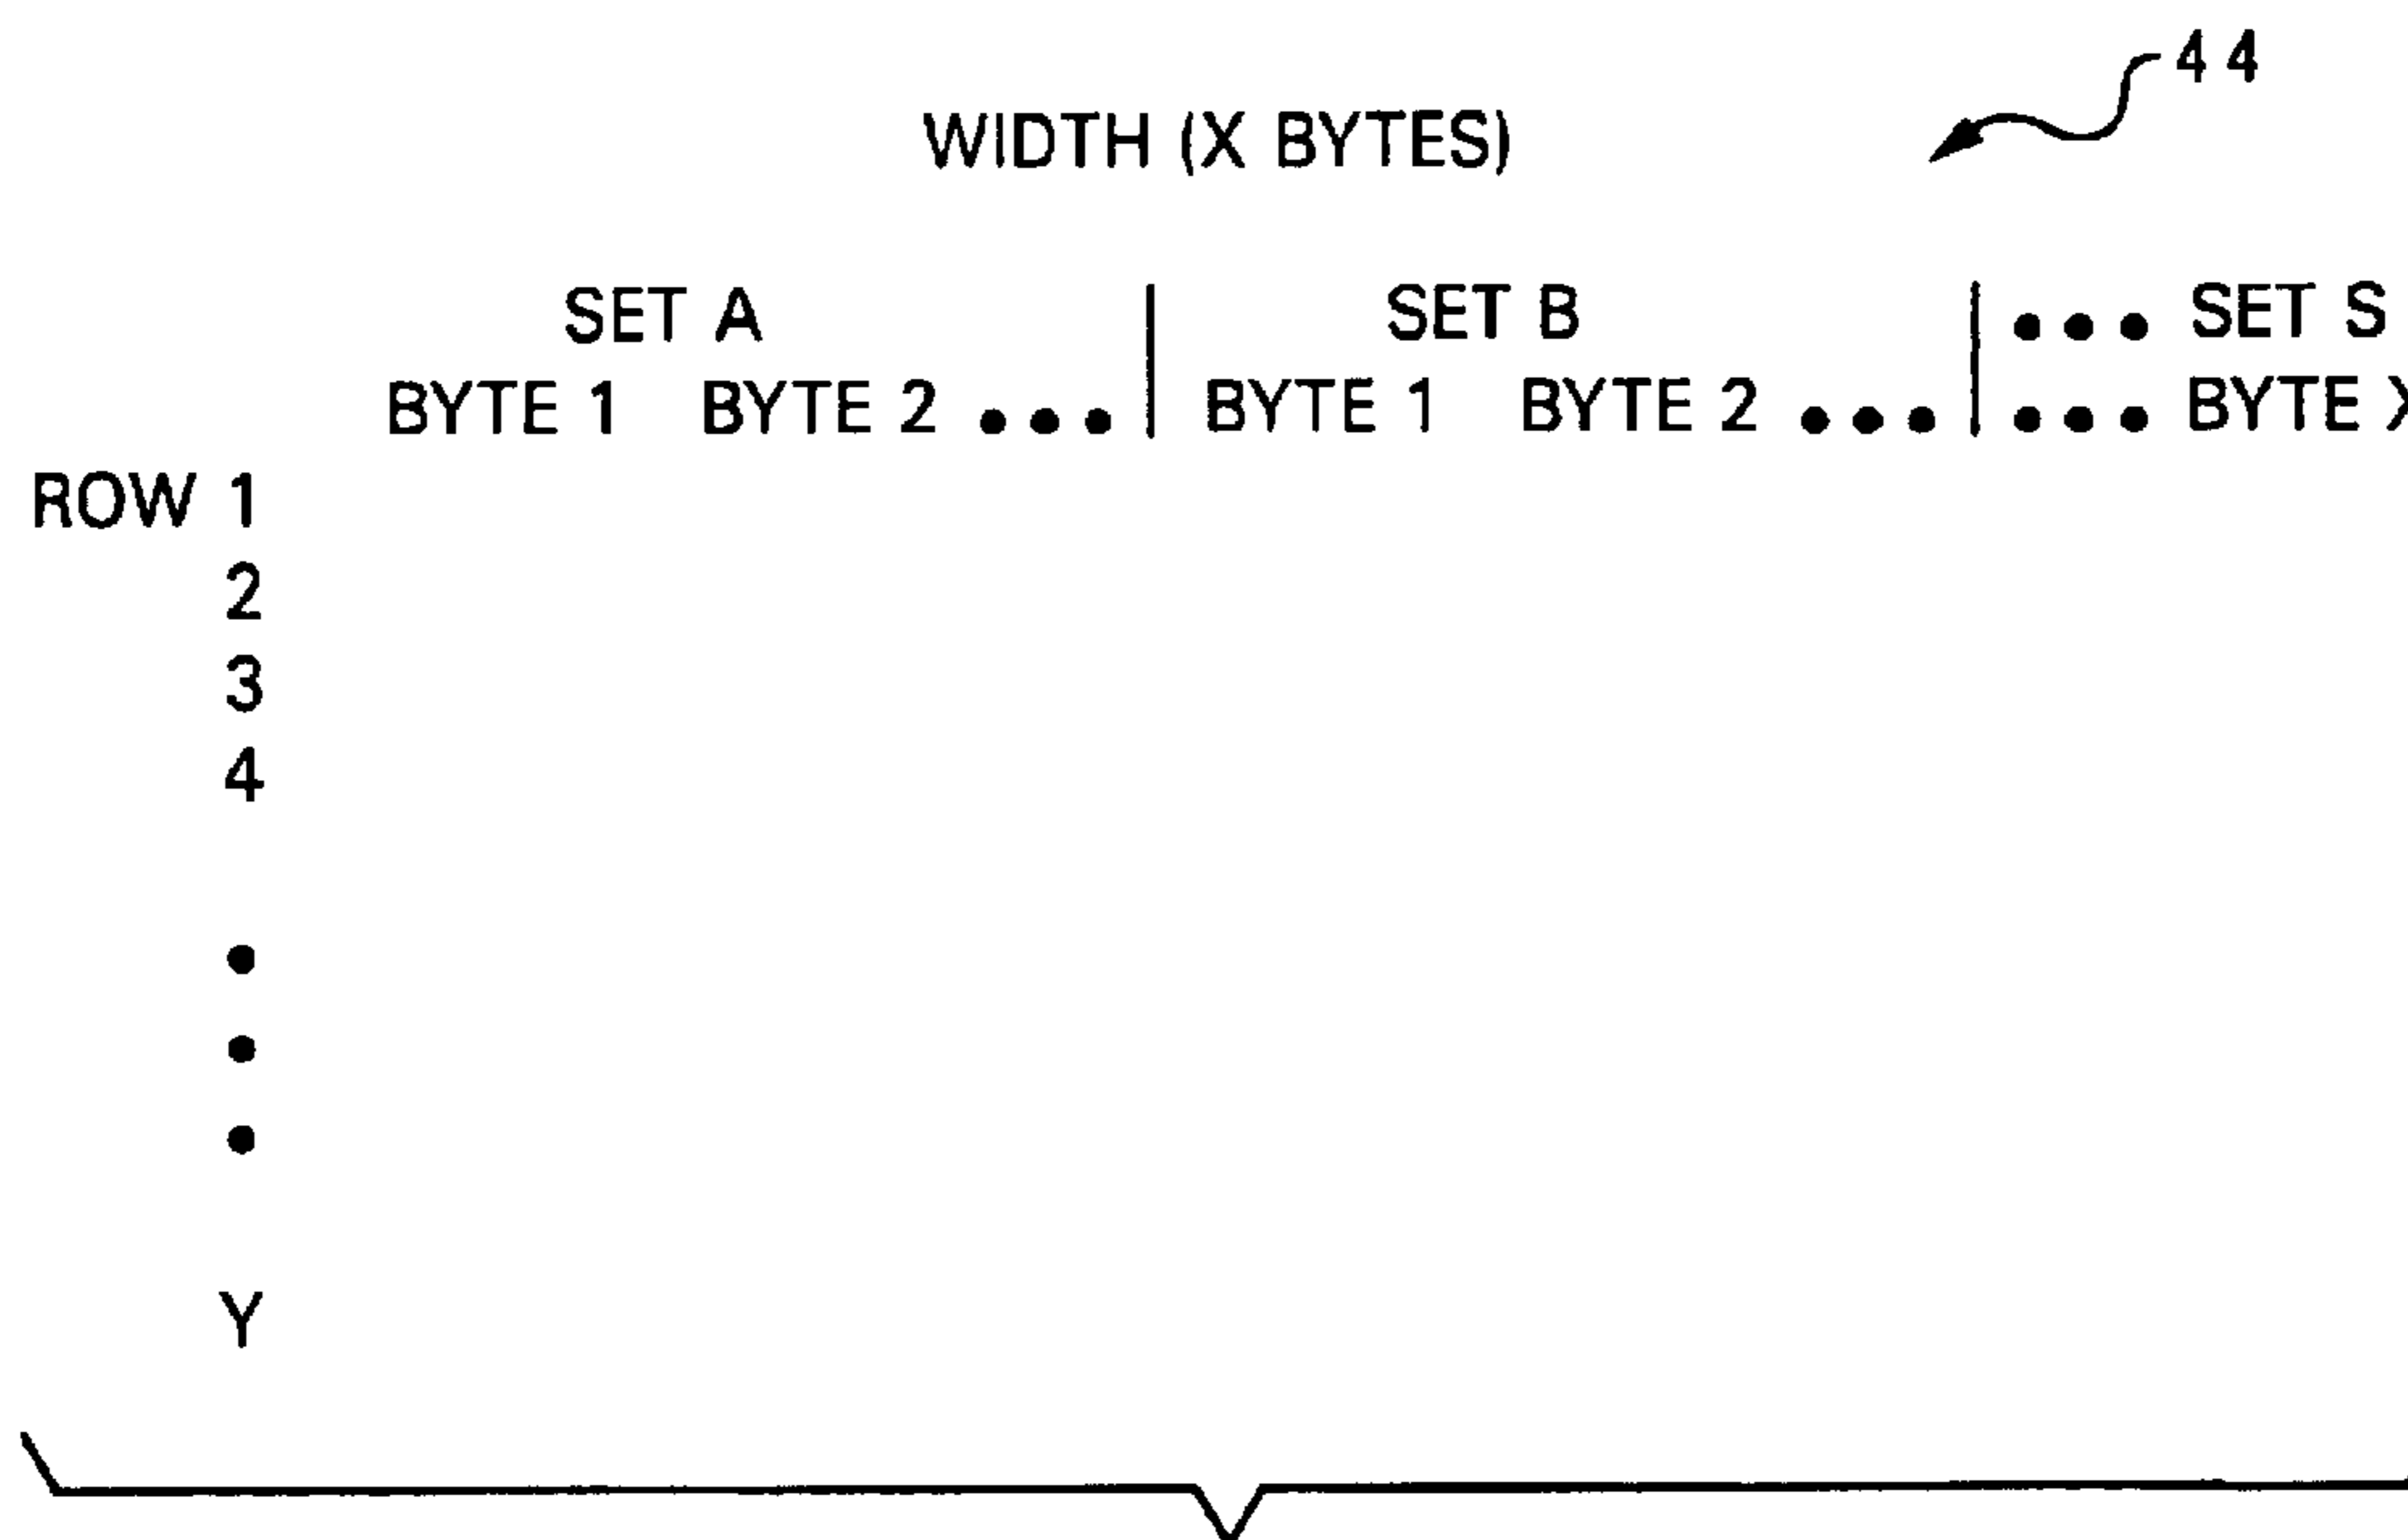 44
WIDTH (X BYTES)
SET A SET B ••• SET S
BYTE 1 BYTE 2 ••• BYTE 1 BYTE 2 ••• ••• BYTE X
ROW 1
2
3
4
•
•
•
Y